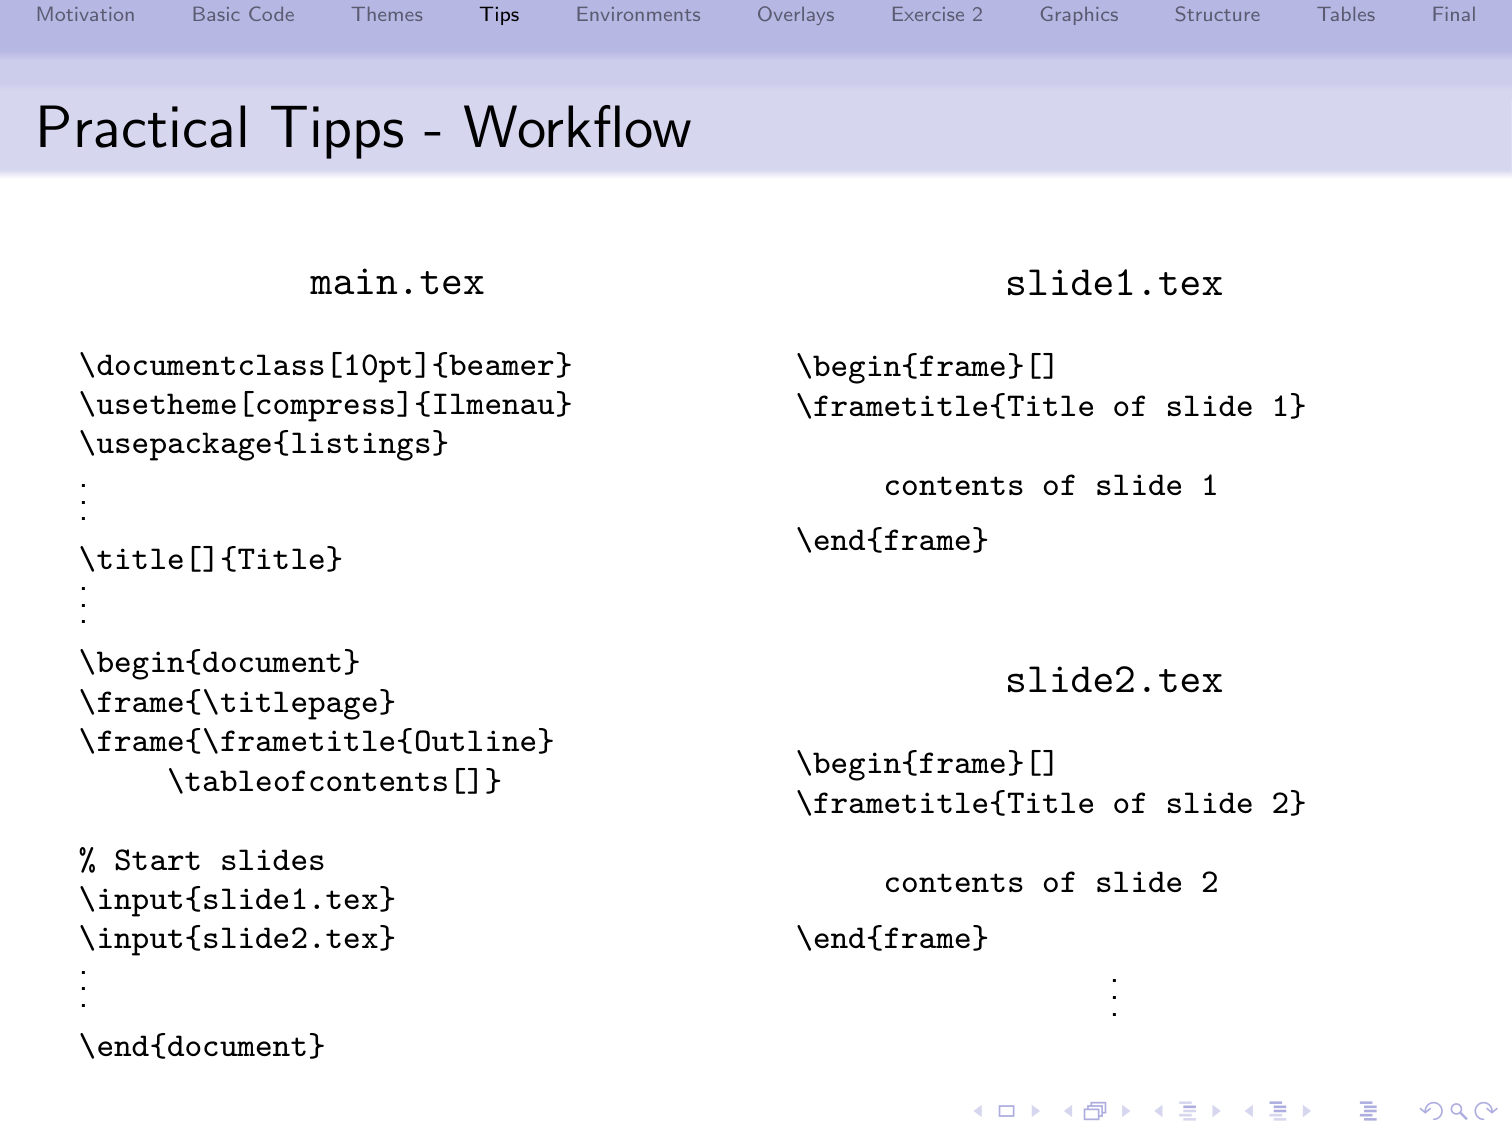 Motivation Basic Code Themes Tips Environments Overlays Exercise 2 Graphics Structure Tables Final
Practical Tipps - Workflow
main.tex
\documentclass[10pt]{beamer}
\usetheme[compress]{Ilmenau}
\usepackage{listings}
⋮
\title[]{Title}
⋮
\begin{document}
\frame{\titlepage}
\frame{\frametitle{Outline}
\tableofcontents[]}
% Start slides
\input{slide1.tex}
\input{slide2.tex}
⋮
\end{document}
slide1.tex
\begin{frame}[]
\frametitle{Title of slide 1}
contents of slide 1
\end{frame}
slide2.tex
\begin{frame}[]
\frametitle{Title of slide 2}
contents of slide 2
\end{frame}
⋮